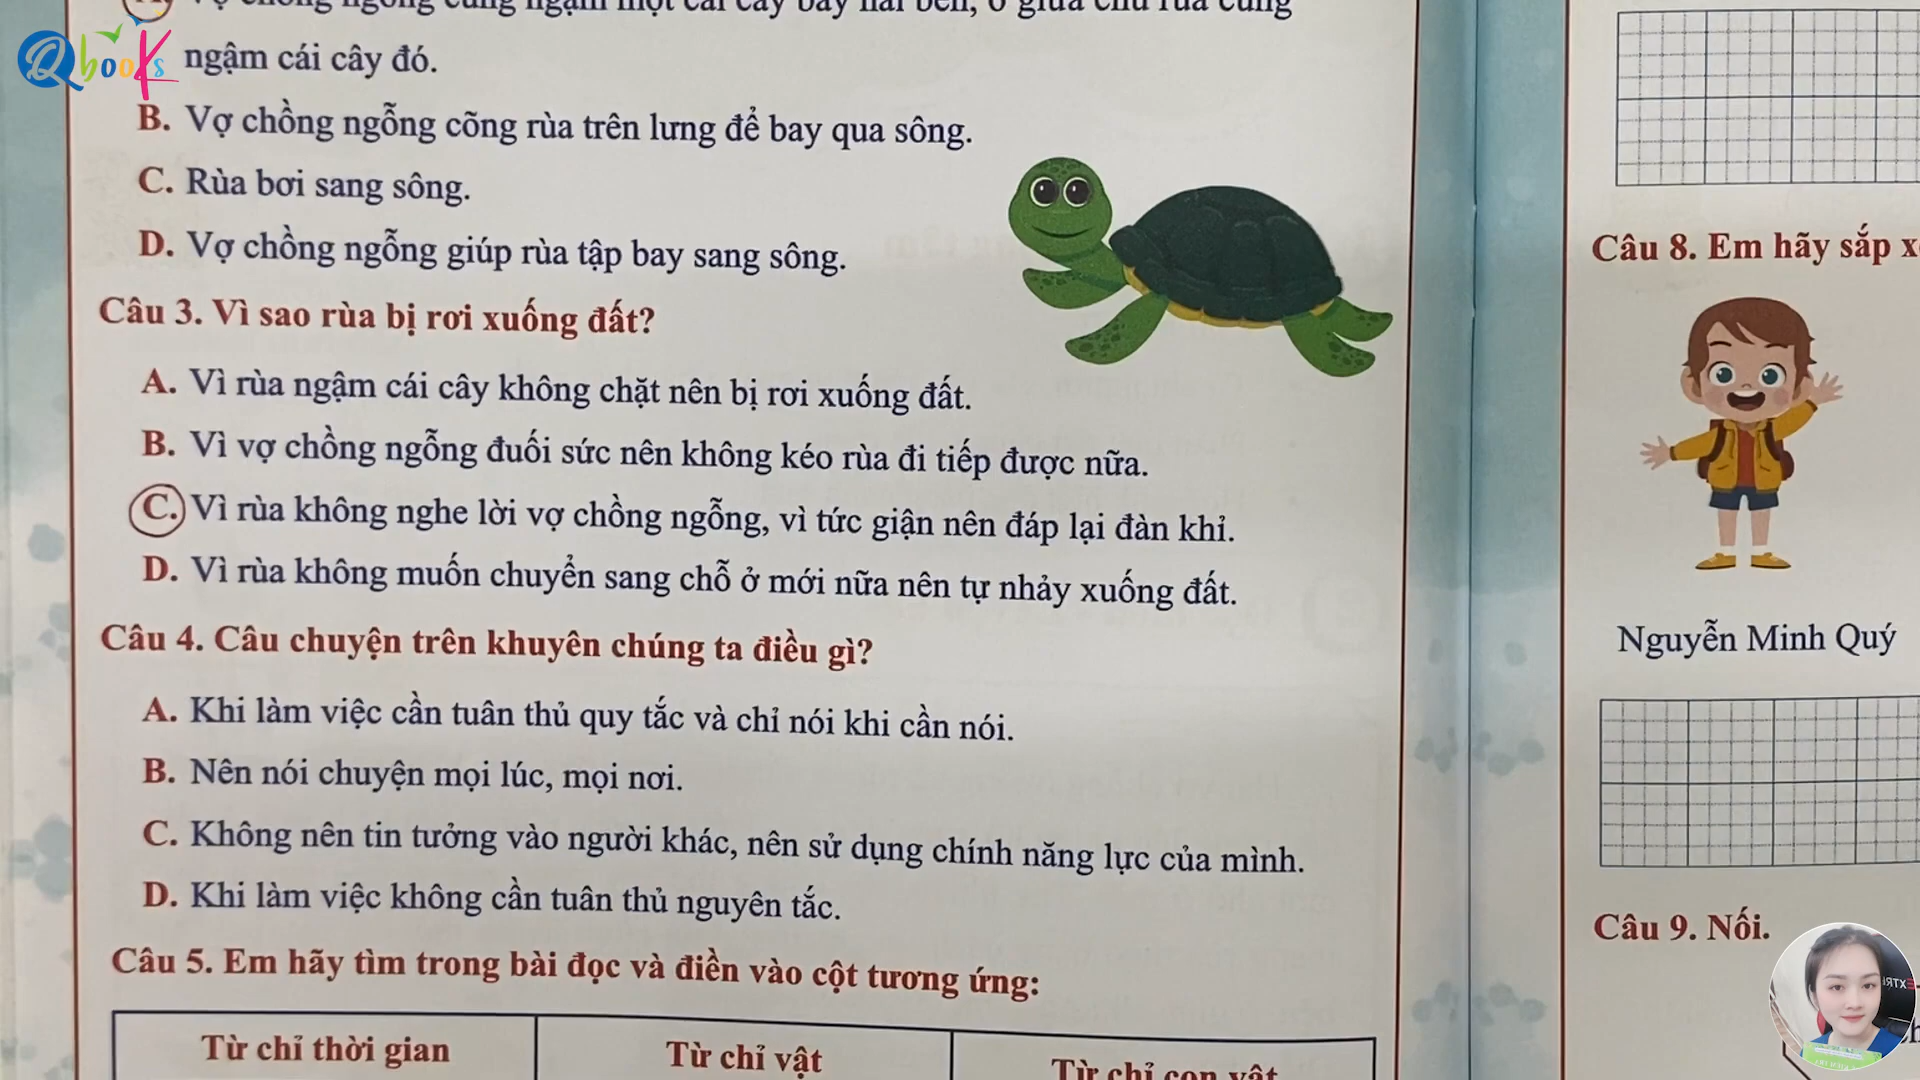 Qbooks
ngậm cái cây đó.
B. Vợ chồng ngỗng cõng rùa trên lưng để bay qua sông.
C. Rùa bơi sang sông.
D. Vợ chồng ngỗng giúp rùa tập bay sang sông.
Câu 3. Vì sao rùa bị rơi xuống đất?
A. Vì rùa ngậm cái cây không chặt nên bị rơi xuống đất.
B. Vì vợ chồng ngỗng đuối sức nên không kéo rùa đi tiếp được nữa.
C. Vì rùa không nghe lời vợ chồng ngỗng, vì tức giận nên đáp lại đàn khỉ.
D. Vì rùa không muốn chuyển sang chỗ ở mới nữa nên tự nhảy xuống đất.
Câu 4. Câu chuyện trên khuyên chúng ta điều gì?
A. Khi làm việc cần tuân thủ quy tắc và chỉ nói khi cần nói.
B. Nên nói chuyện mọi lúc, mọi nơi.
C. Không nên tin tưởng vào người khác, nên sử dụng chính năng lực của mình.
D. Khi làm việc không cần tuân thủ nguyên tắc.
Câu 5. Em hãy tìm trong bài đọc và điền vào cột tương ứng:
Từ chỉ thời gian
Từ chỉ vật
Từ chỉ con vật
Câu 8. Em hãy sắp x
Nguyễn Minh Quý
Câu 9. Nối.